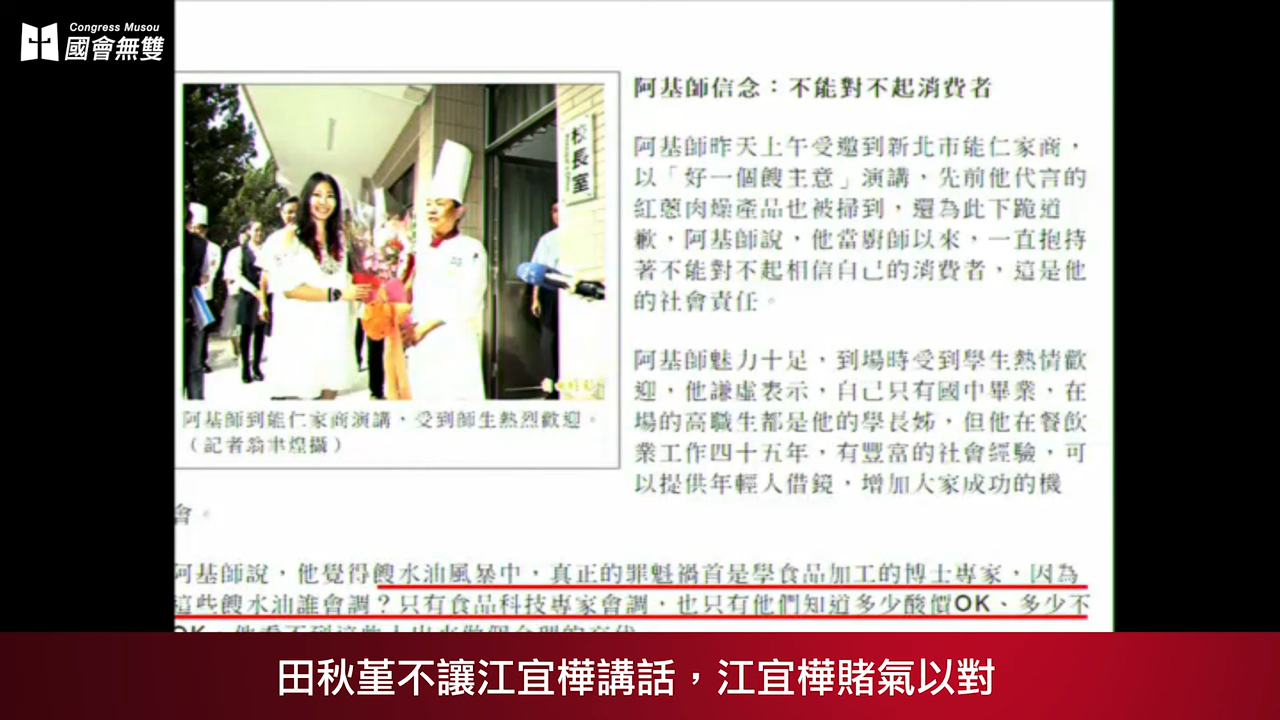 Congress Musou
國會無雙
校長室
阿基師到能仁家商演講,受到師生熱烈歡迎。
(記者翁聿煌攝)
阿基師信念:不能對不起消費者
阿基師昨天上午受邀到新北市能仁家商,
以「好一個餿主意」演講,先前他代言的
紅蔥肉燥產品也被掃到,還為此下跪道
歉,阿基師說,他當廚師以來,一直抱持
著不能對不起相信自己的消費者,這是他
的社會責任。
阿基師魅力十足,到場時受到學生熱情歡
迎,他謙虛表示,自己只有國中畢業,在
場的高職生都是他的學長姊,但他在餐飲
業工作四十五年,有豐富的社會經驗,可
以提供年輕人借鏡,增加大家成功的機
會。
阿基師說,他覺得餿水油風暴中,真正的罪魁禍首是學食品加工的博士專家,因為
這些餿水油誰會調?只有食品科技專家會調,也只有他們知道多少酸價OK、多少不
田秋堇不讓江宜樺講話,江宜樺賭氣以對